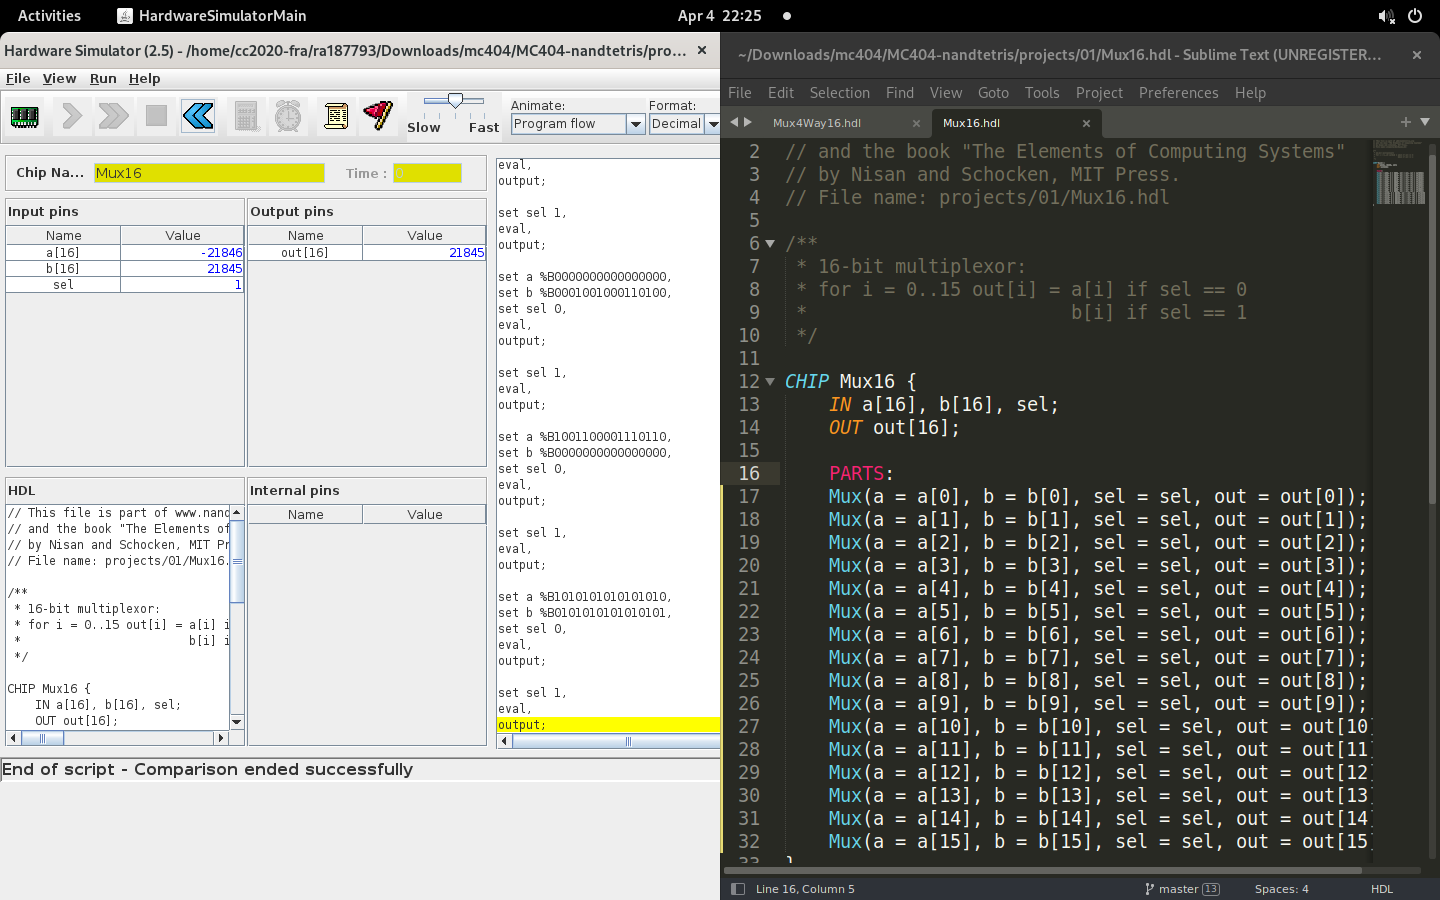 Activities
HardwareSimulatorMain
Apr 4 22:25
Hardware Simulator (2.5) - /home/cc2020-fra/ra187793/Downloads/mc404/MC404-nandtetris/pro...
File View Run Help
Slow Fast
Animate:
Program flow
Format:
Decimal
Chip Na... Mux16 Time : 0
Input pins
Name Value
a[16] -21846
b[16] 21845
sel 1
Output pins
Name Value
out[16] 21845
HDL
// This file is part of www.nand
// and the book "The Elements of
// by Nisan and Schocken, MIT Pr
// File name: projects/01/Mux16.
/**
* 16-bit multiplexor:
* for i = 0..15 out[i] = a[i] i
* b[i] i
*/
CHIP Mux16 {
IN a[16], b[16], sel;
OUT out[16];
Internal pins
Name Value
eval,
output;
set sel 1,
eval,
output;
set a %B0000000000000000,
set b %B0001001000110100,
set sel 0,
eval,
output;
set sel 1,
eval,
output;
set a %B1001100001110110,
set b %B0000000000000000,
set sel 0,
eval,
output;
set sel 1,
eval,
output;
set a %B1010101010101010,
set b %B0101010101010101,
set sel 0,
eval,
output;
set sel 1,
eval,
output;
End of script - Comparison ended successfully
~/Downloads/mc404/MC404-nandtetris/projects/01/Mux16.hdl - Sublime Text (UNREGISTER...
File Edit Selection Find View Goto Tools Project Preferences Help
Mux4Way16.hdl
Mux16.hdl
2 // and the book "The Elements of Computing Systems"
3 // by Nisan and Schocken, MIT Press.
4 // File name: projects/01/Mux16.hdl
5
6 /**
7 * 16-bit multiplexor:
8 * for i = 0..15 out[i] = a[i] if sel == 0
9 * b[i] if sel == 1
10 */
11
12 CHIP Mux16 {
13 IN a[16], b[16], sel;
14 OUT out[16];
15
16 PARTS:
17 Mux(a = a[0], b = b[0], sel = sel, out = out[0]);
18 Mux(a = a[1], b = b[1], sel = sel, out = out[1]);
19 Mux(a = a[2], b = b[2], sel = sel, out = out[2]);
20 Mux(a = a[3], b = b[3], sel = sel, out = out[3]);
21 Mux(a = a[4], b = b[4], sel = sel, out = out[4]);
22 Mux(a = a[5], b = b[5], sel = sel, out = out[5]);
23 Mux(a = a[6], b = b[6], sel = sel, out = out[6]);
24 Mux(a = a[7], b = b[7], sel = sel, out = out[7]);
25 Mux(a = a[8], b = b[8], sel = sel, out = out[8]);
26 Mux(a = a[9], b = b[9], sel = sel, out = out[9]);
27 Mux(a = a[10], b = b[10], sel = sel, out = out[10]
28 Mux(a = a[11], b = b[11], sel = sel, out = out[11
29 Mux(a = a[12], b = b[12], sel = sel, out = out[12
30 Mux(a = a[13], b = b[13], sel = sel, out = out[13
31 Mux(a = a[14], b = b[14], sel = sel, out = out[14
32 Mux(a = a[15], b = b[15], sel = sel, out = out[15
33 }
Line 16, Column 5
master 13
Spaces: 4
HDL